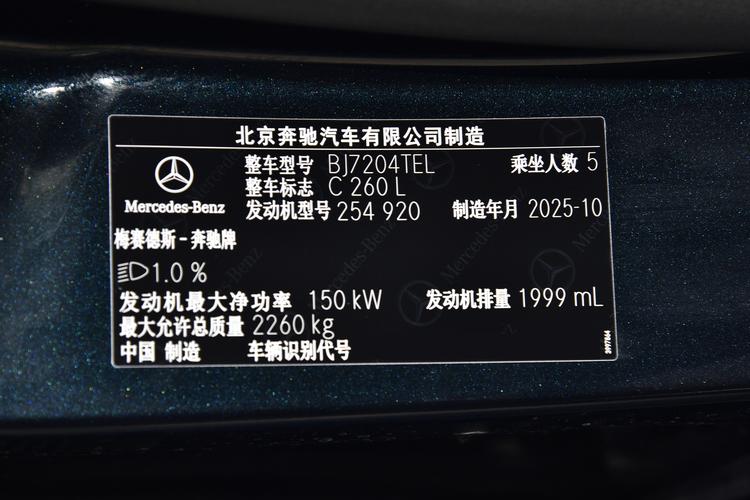 北京奔驰汽车有限公司制造
整车型号 BJ7204TEL 乘坐人数 5
整车标志 C 260 L
Mercedes-Benz
发动机型号 254 920 制造年月 2025-10
梅赛德斯-奔驰牌
1.0 %
发动机最大净功率 150 kW 发动机排量 1999 mL
最大允许总质量 2260 kg
中国 制造 车辆识别代号